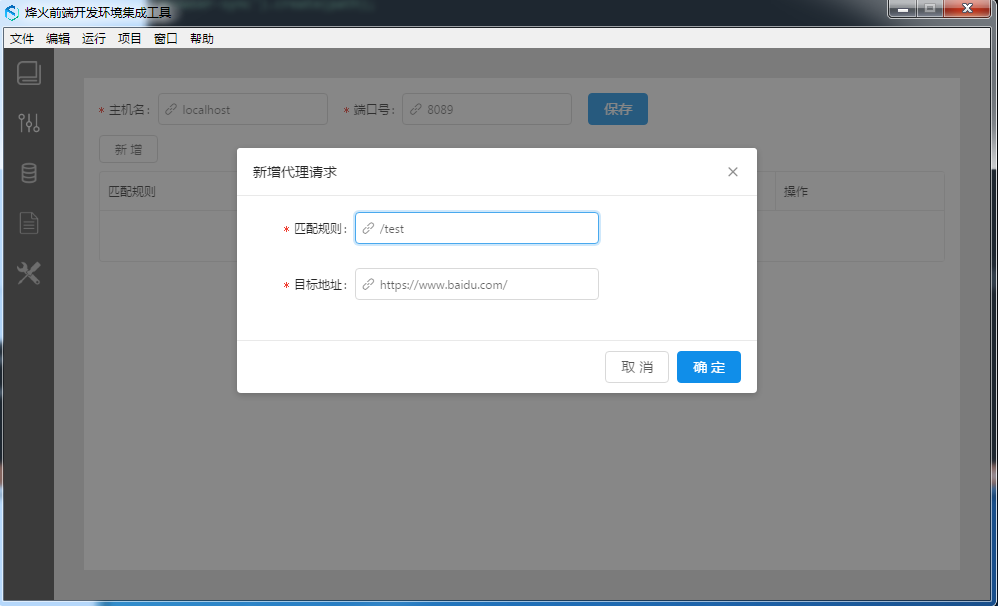 烽火前端开发环境集成工具
文件 编辑 运行 项目 窗口 帮助
* 主机名: localhost * 端口号: 8089 保存
新 增
匹配规则 操作
新增代理请求
* 匹配规则: /test
* 目标地址: https://www.baidu.com/
取 消 确 定